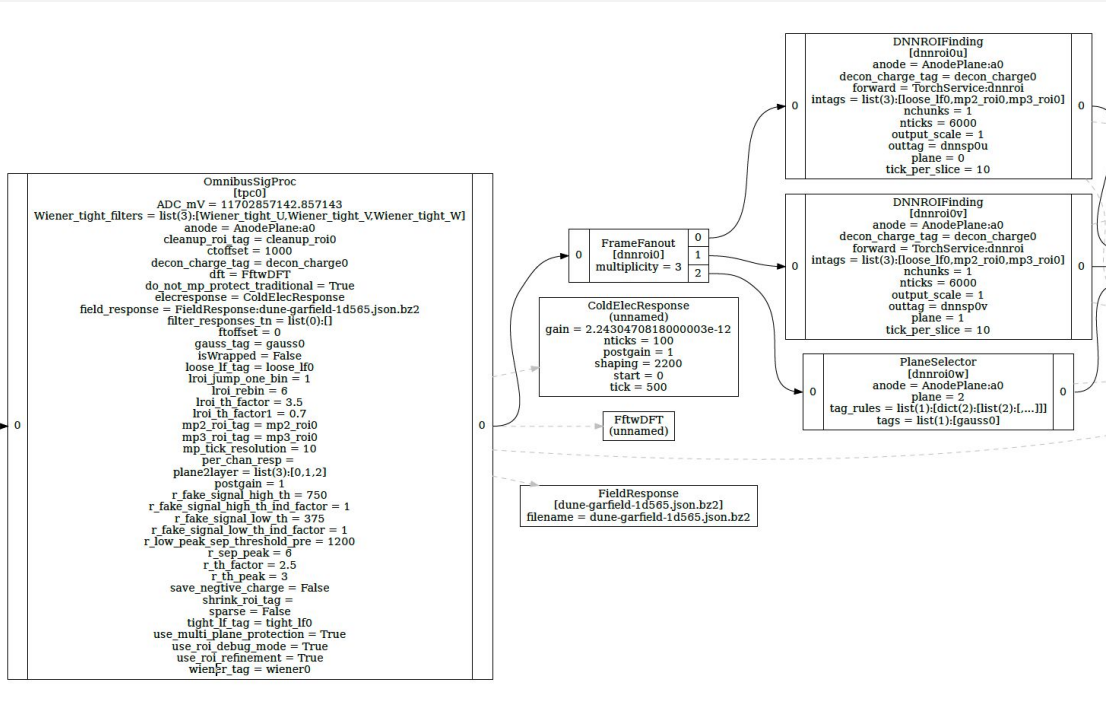 0
OmnibusSigProc
[tpc0]
ADC_mV = 11702857142.857143
Wiener_tight_filters = list(3):[Wiener_tight_U,Wiener_tight_V,Wiener_tight_W]
anode = AnodePlane:a0
cleanup_roi_tag = cleanup_roi0
ctoffset = 1000
decon_charge_tag = decon_charge0
dft = FftwDFT
do_not_mp_protect_traditional = True
elecresponse = ColdElecResponse
field_response = FieldResponse:dune-garfield-1d565.json.bz2
filter_responses_tn = list(0):[]
ftoffset = 0
gauss_tag = gauss0
isWrapped = False
loose_lf_tag = loose_lf0
lroi_jump_one_bin = 1
lroi_rebin = 6
lroi_th_factor = 3.5
lroi_th_factor1 = 0.7
mp2_roi_tag = mp2_roi0
mp3_roi_tag = mp3_roi0
mp_tick_resolution = 10
per_chan_resp =
plane2layer = list(3):[0,1,2]
postgain = 1
r_fake_signal_high_th = 750
r_fake_signal_high_th_ind_factor = 1
r_fake_signal_low_th = 375
r_fake_signal_low_th_ind_factor = 1
r_low_peak_sep_threshold_pre = 1200
r_sep_peak = 6
r_th_factor = 2.5
r_th_peak = 3
save_negtive_charge = False
shrink_roi_tag =
sparse = False
tight_lf_tag = tight_lf0
use_multi_plane_protection = True
use_roi_debug_mode = True
use_roi_refinement = True
wiener_tag = wiener0
0
0
FrameFanout
[dnnroi0]
multiplicity = 3
0
1
2
ColdElecResponse
(unnamed)
gain = 2.2430470818000003e-12
nticks = 100
postgain = 1
shaping = 2200
start = 0
tick = 500
FftwDFT
(unnamed)
FieldResponse
[dune-garfield-1d565.json.bz2]
filename = dune-garfield-1d565.json.bz2
0
DNNROIFinding
[dnnroi0u]
anode = AnodePlane:a0
decon_charge_tag = decon_charge0
forward = TorchService:dnnroi
intags = list(3):[loose_lf0,mp2_roi0,mp3_roi0]
nchunks = 1
nticks = 6000
output_scale = 1
outtag = dnnsp0u
plane = 0
tick_per_slice = 10
0
0
DNNROIFinding
[dnnroi0v]
anode = AnodePlane:a0
decon_charge_tag = decon_charge0
forward = TorchService:dnnroi
intags = list(3):[loose_lf0,mp2_roi0,mp3_roi0]
nchunks = 1
nticks = 6000
output_scale = 1
outtag = dnnsp0v
plane = 1
tick_per_slice = 10
0
0
PlaneSelector
[dnnroi0w]
anode = AnodePlane:a0
plane = 2
tag_rules = list(1):[dict(2):[list(2):[,...]]]
tags = list(1):[gauss0]
0